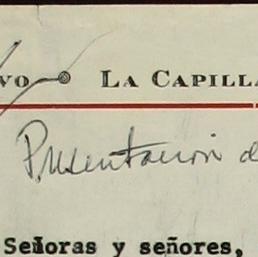 VO LA CAPILLA
Presentación d
Señoras y señores,